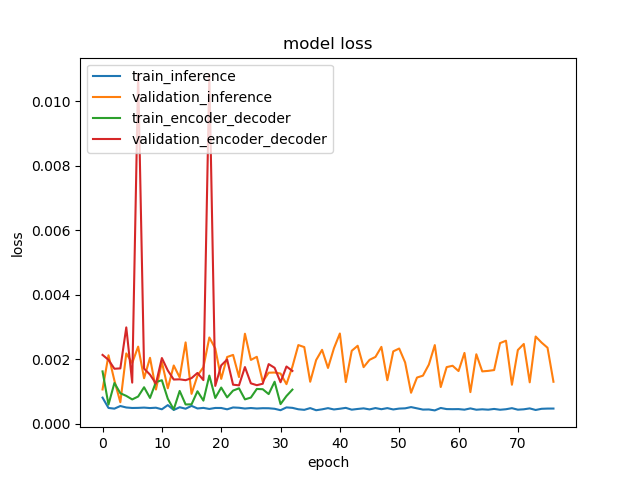 model loss
train_inference
validation_inference
train_encoder_decoder
validation_encoder_decoder
0.010
0.008
0.006
0.004
0.002
0.000
loss
0 10 20 30 40 50 60 70
epoch